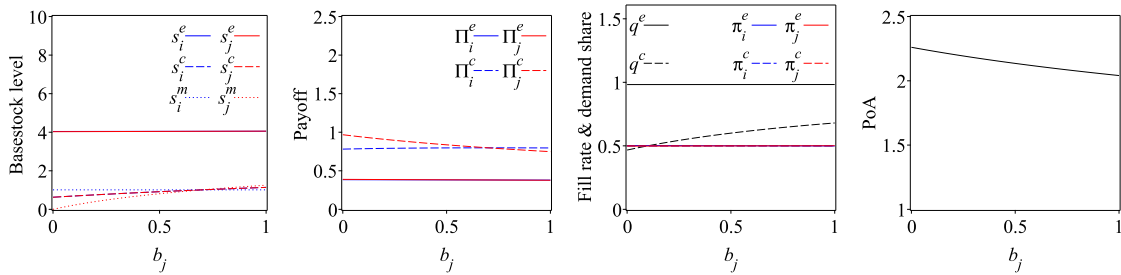 Basestock level
10
8
6
4
2
0
s_i^e s_j^e
s_i^c s_j^c
s_i^m s_j^m
0 0.5 1
b_j
Payoff
2.5
2
1.5
1
0.5
0
Π_i^e Π_j^e
Π_i^c Π_j^c
0 0.5 1
b_j
Fill rate & demand share
1.5
1
0.5
0
q^e π_i^e π_j^e
q^c π_i^c π_j^c
0 0.5 1
b_j
PoA
2.5
2
1.5
1
0 0.5 1
b_j